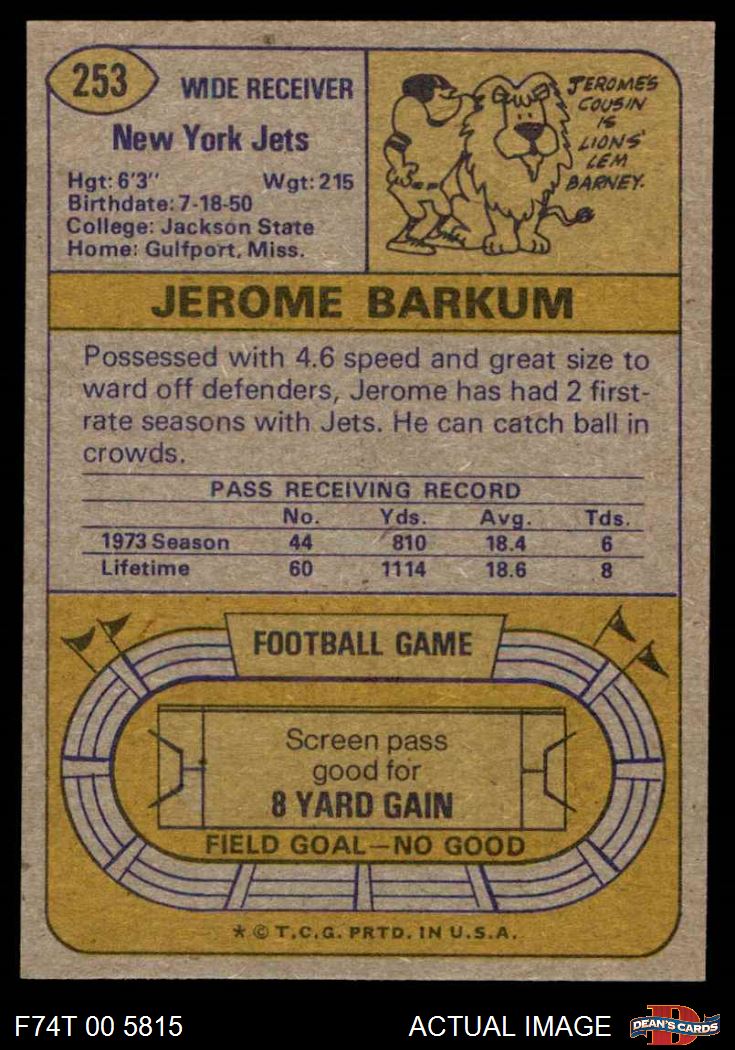 253
WIDE RECEIVER
New York Jets
Hgt: 6'3" Wgt: 215
Birthdate: 7-18-50
College: Jackson State
Home: Gulfport, Miss.
JEROME'S
COUSIN
IS
LIONS'
LEM
BARNEY.
JEROME BARKUM
Possessed with 4.6 speed and great size to
ward off defenders, Jerome has had 2 first-
rate seasons with Jets. He can catch ball in
crowds.
PASS RECEIVING RECORD
No. Yds. Avg. Tds.
1973 Season 44 810 18.4 6
Lifetime 60 1114 18.6 8
FOOTBALL GAME
Screen pass
good for
8 YARD GAIN
FIELD GOAL—NO GOOD
* © T.C.G. PRTD. IN U.S.A.
F74T 00 5815 ACTUAL IMAGE
D
DEAN'S CARDS